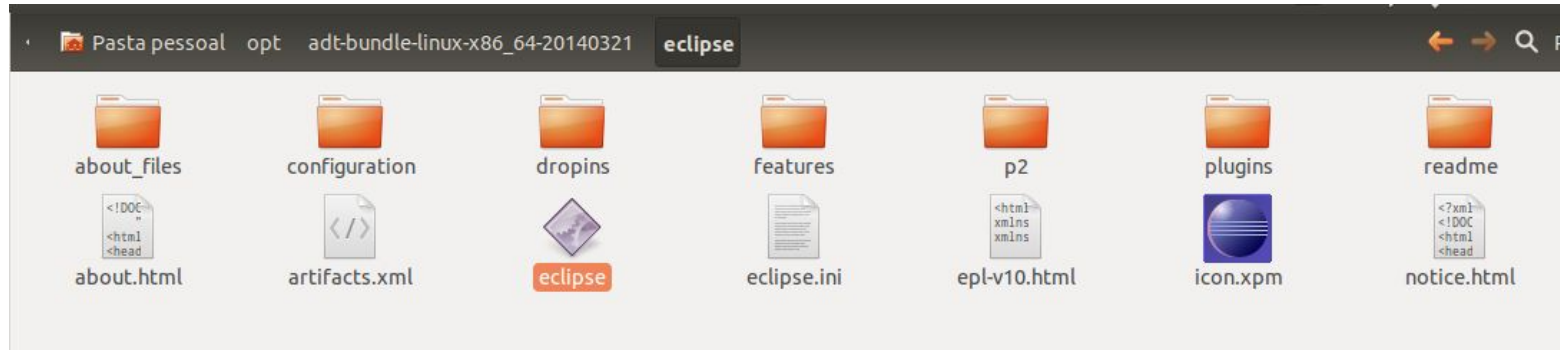 Pasta pessoal opt adt-bundle-linux-x86_64-20140321 eclipse
about_files configuration dropins features p2 plugins readme
<!DOC
"
<html
<head
</>
<html
xmlns
xmlns
<?xml
<!DOC
<html
<head
about.html artifacts.xml eclipse eclipse.ini epl-v10.html icon.xpm notice.html